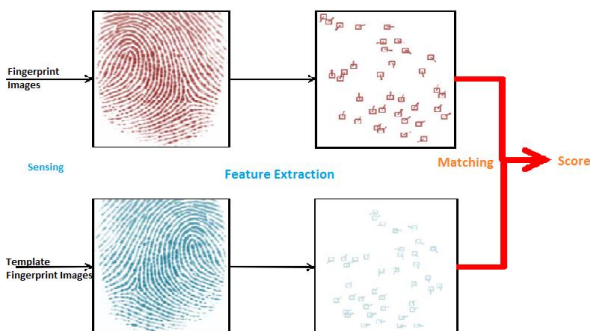 Fingerprint
Images
Sensing
Feature Extraction
Matching
Score
Template
Fingerprint Images